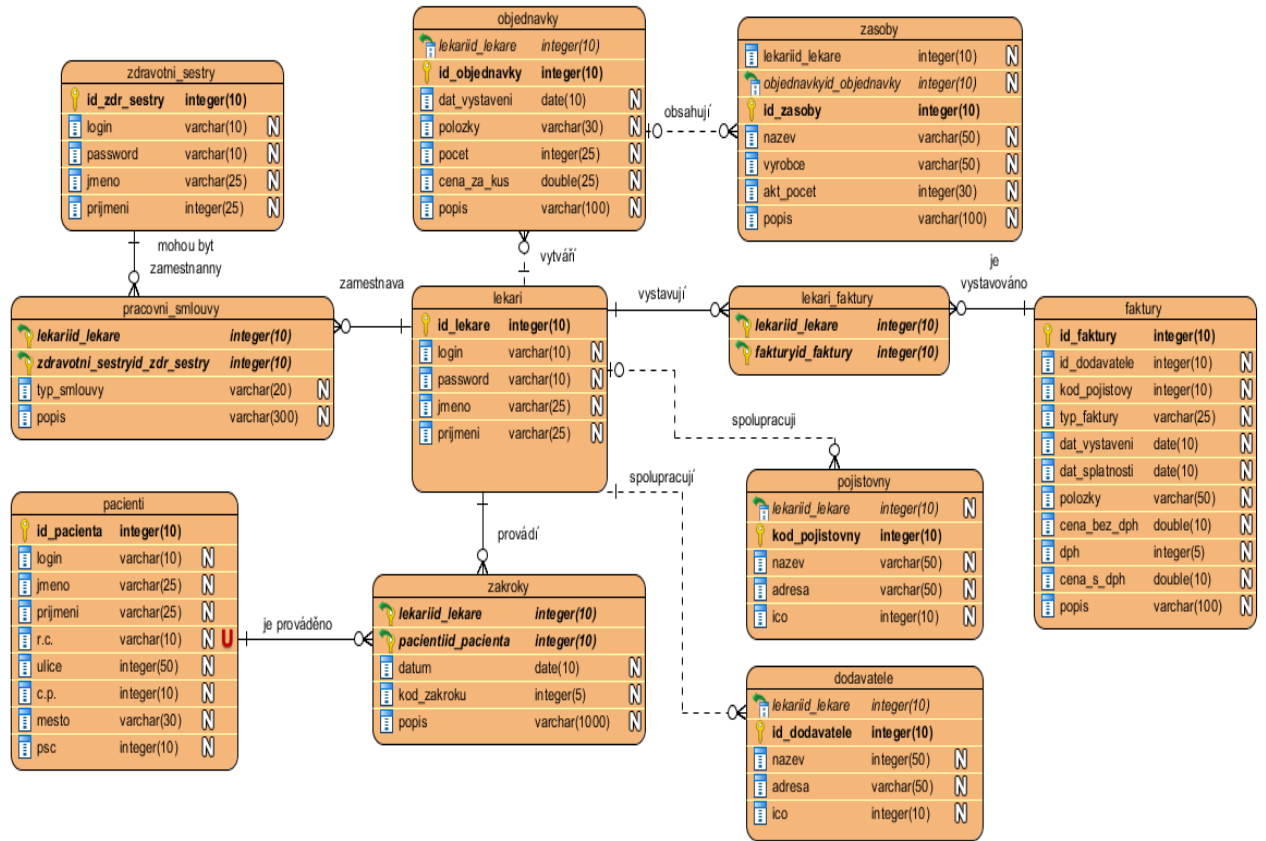 objednavky
lekariid_lekare integer(10)
id_objednavky integer(10)
dat_vystaveni date(10) N
polozky varchar(30) N
pocet integer(25) N
cena_za_kus double(25) N
popis varchar(100) N
zasoby
lekariid_lekare integer(10) N
objednavkyid_objednavky integer(10) N
id_zasoby integer(10)
nazev varchar(50) N
vyrobce varchar(50) N
akt_pocet integer(30) N
popis varchar(100) N
obsahují
zdravotni_sestry
id_zdr_sestry integer(10)
login varchar(10) N
password varchar(10) N
jmeno varchar(25) N
prijmeni integer(25) N
mohou byt
zamestnanny
vytváří
zamestnava
pracovni_smlouvy
lekariid_lekare integer(10)
zdravotni_sestryid_zdr_sestry integer(10)
typ_smlouvy varchar(20) N
popis varchar(300) N
lekari
id_lekare integer(10)
login varchar(10) N
password varchar(10) N
jmeno varchar(25) N
prijmeni varchar(25) N
vystavují
lekari_faktury
lekariid_lekare integer(10)
fakturyid_faktury integer(10)
je
vystavováno
faktury
id_faktury integer(10)
id_dodavatele integer(10) N
kod_pojistovy integer(10) N
typ_faktury varchar(25) N
dat_vystaveni date(10) N
dat_splatnosti date(10) N
polozky varchar(50) N
cena_bez_dph double(10) N
dph integer(5) N
cena_s_dph double(10) N
popis varchar(100) N
spolupracuji
spolupracují
pojistovny
lekariid_lekare integer(10) N
kod_pojistovny integer(10)
nazev varchar(50) N
adresa varchar(50) N
ico integer(10) N
pacienti
id_pacienta integer(10)
login varchar(10) N
jmeno varchar(25) N
prijmeni varchar(25) N
r.c. varchar(10) N U
ulice integer(50) N
c.p. integer(10) N
mesto varchar(30) N
psc integer(10) N
je prováděno
provádí
zakroky
lekariid_lekare integer(10)
pacientiid_pacienta integer(10)
datum date(10) N
kod_zakroku integer(5) N
popis varchar(1000) N
dodavatele
lekariid_lekare integer(10)
id_dodavatele integer(10)
nazev integer(50) N
adresa varchar(50) N
ico integer(10) N